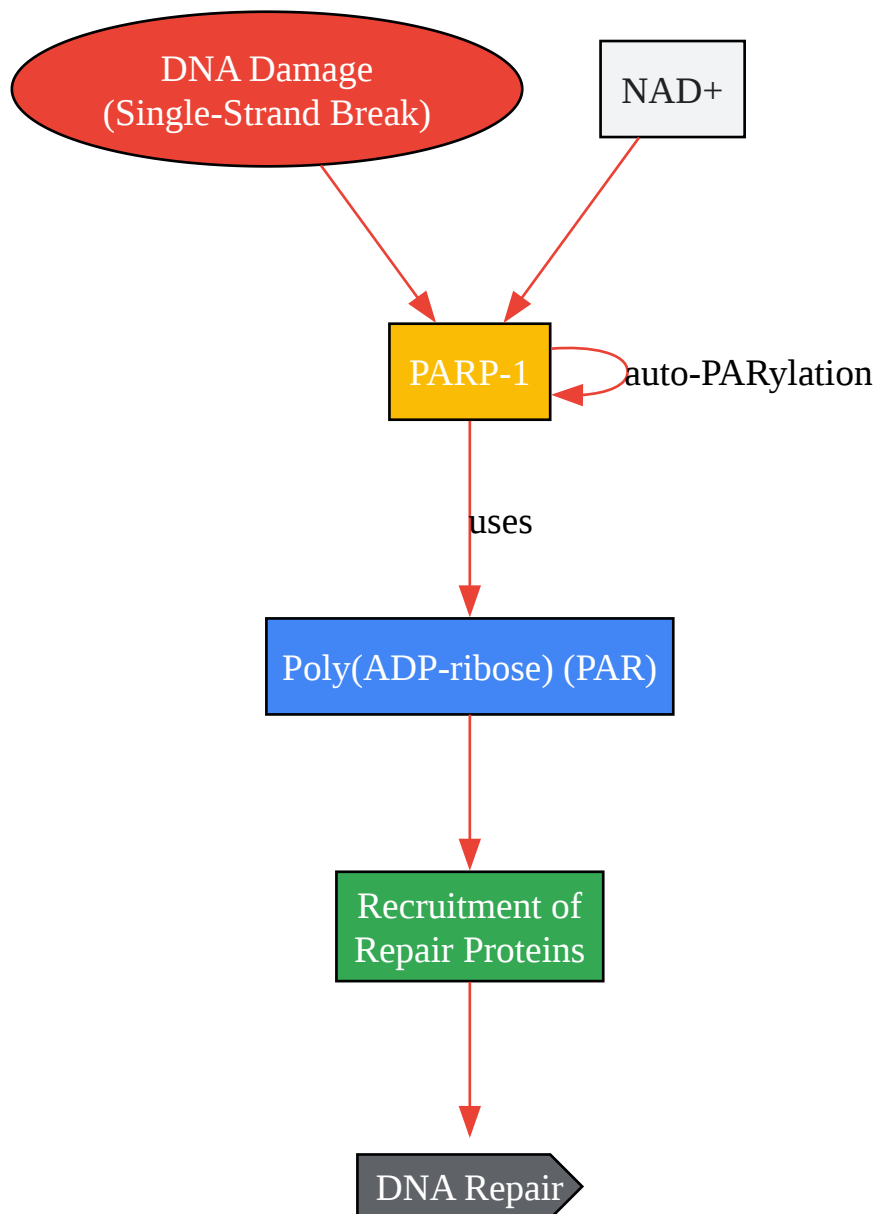 DNA Damage
(Single-Strand Break)
NAD+
PARP-1
auto-PARylation
uses
Poly(ADP-ribose) (PAR)
Recruitment of
Repair Proteins
DNA Repair